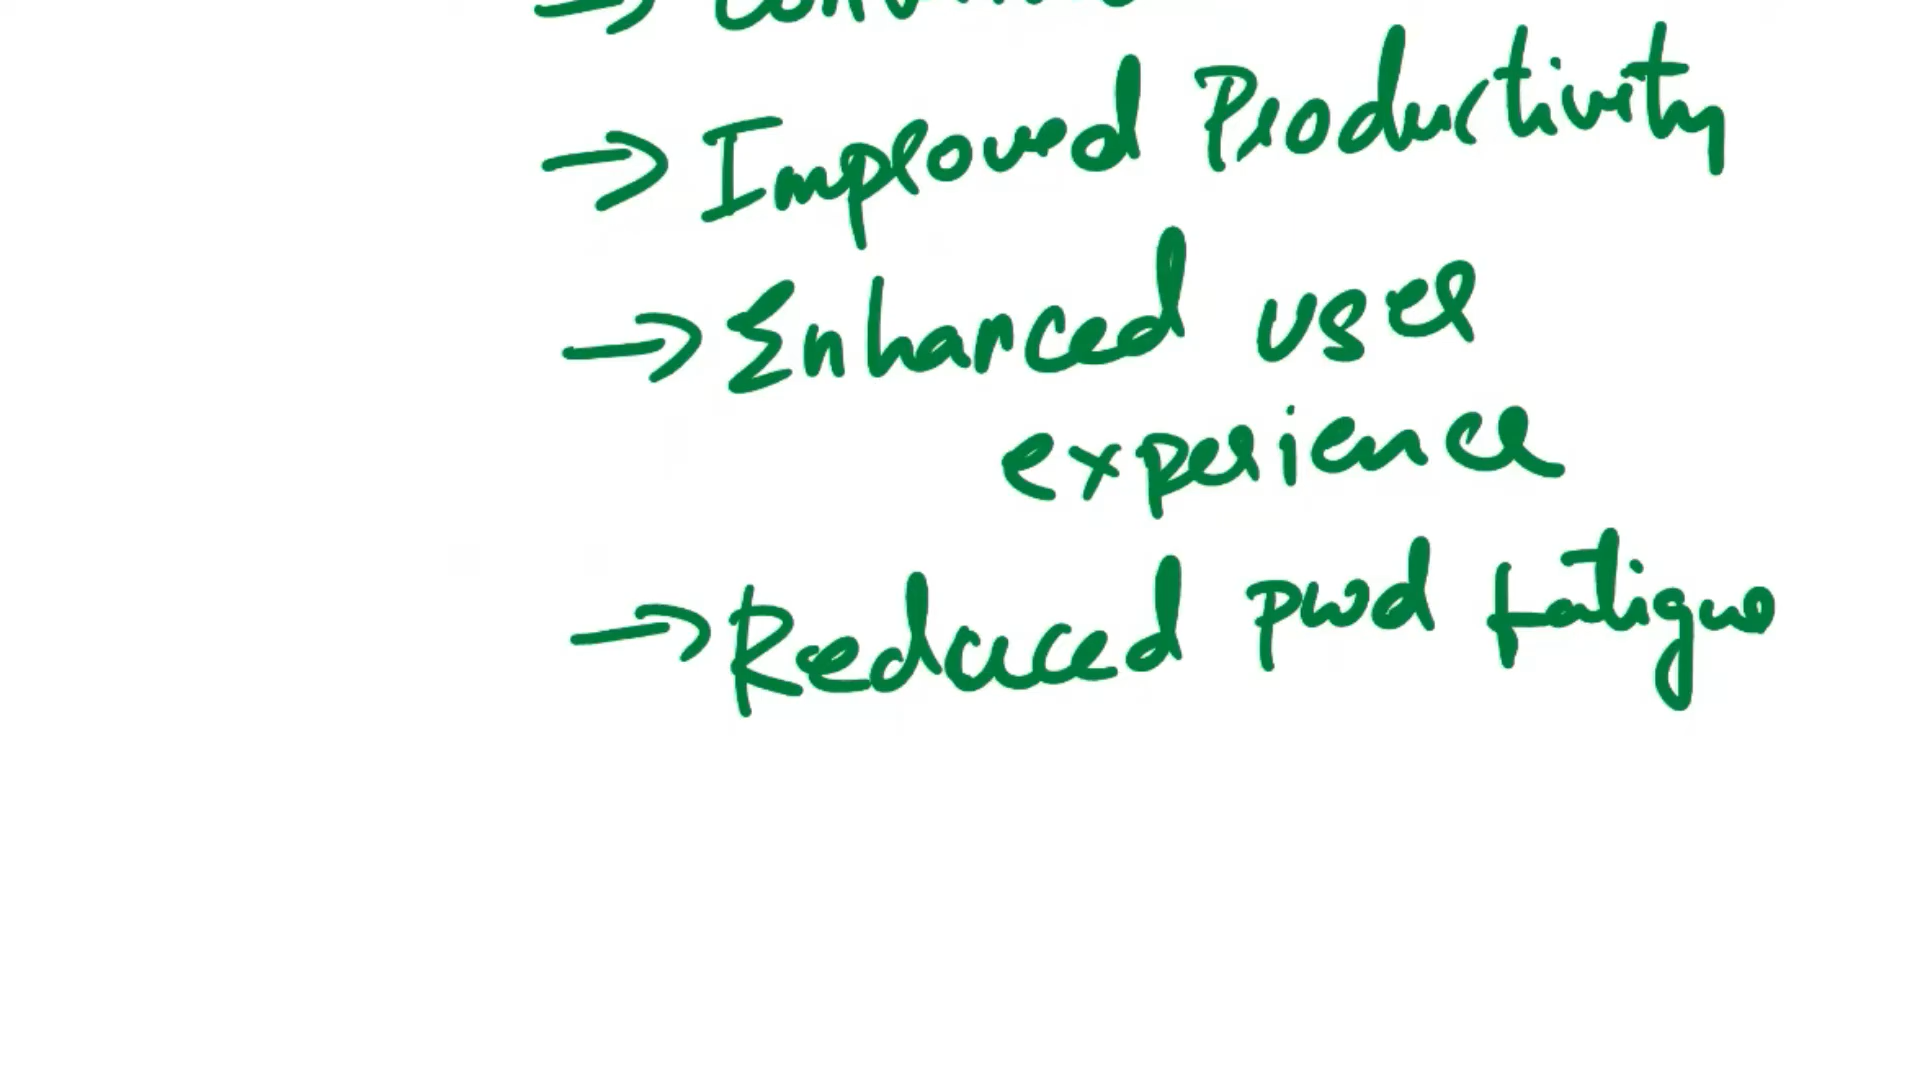 → Improved Productivity
→ Enhanced user
experience
→ Reduced pwd fatigue